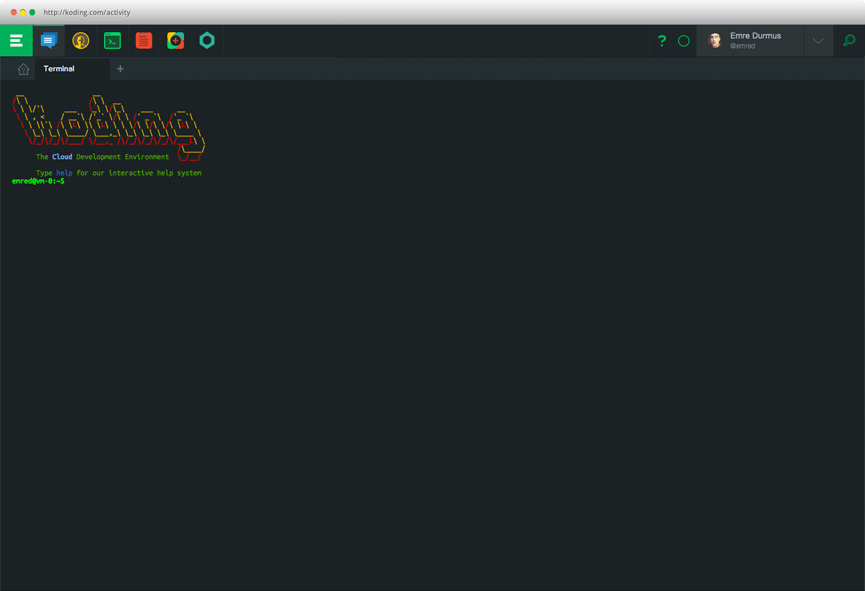 http://koding.com/activity
Emre Durmus
@emred
Terminal
Koding
The Cloud Development Environment
Type help for our interactive help system
emred@vm-0:~$